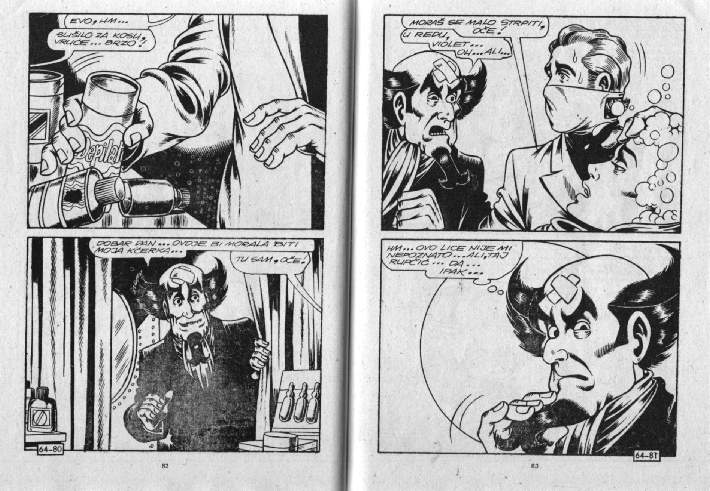 EVO, HM...
SUŠILO ZA KOSU,
VRUĆE... BRZO!
Depilal
DOBAR DAN... OVDJE BI MORALA BITI
MOJA KĆERKA...
TU SAM, OČE!
64-80
82
MORAŠ SE MALO STRPITI,
OČE!
U REDU,
VIOLET...
OH... ALI...
HM... OVO LICE NIJE MI
NEPOZNATO... ALI, TAJ
RUPČIĆ... DA...
IPAK...
64-81
83